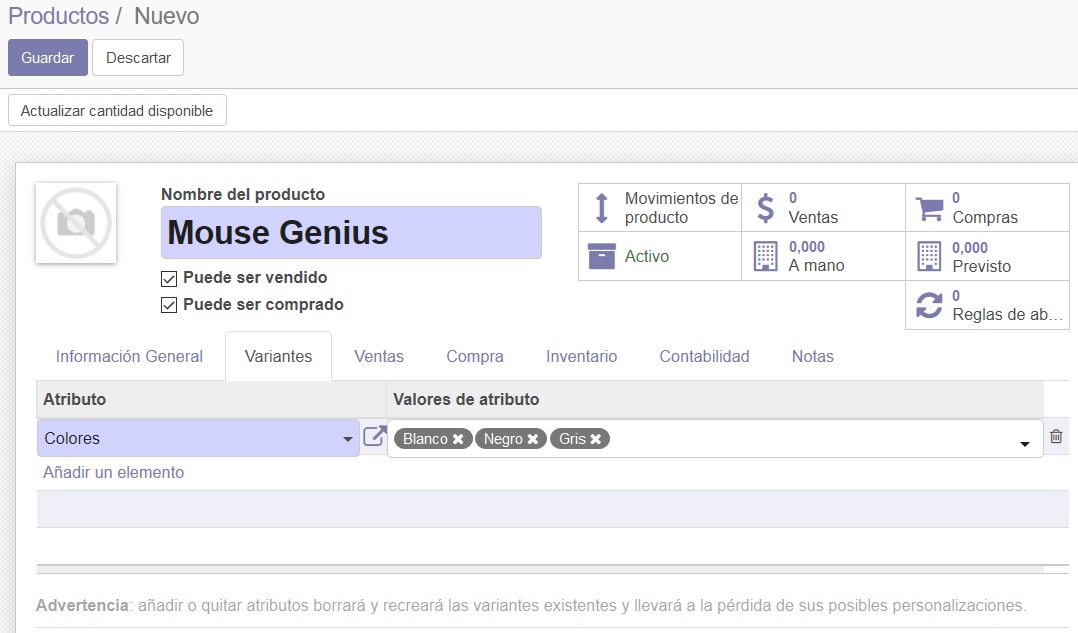 Productos / Nuevo
Guardar Descartar
Actualizar cantidad disponible
Nombre del producto
Mouse Genius
Puede ser vendido
Puede ser comprado
Movimientos de producto
0 Ventas
0 Compras
Activo
0,000 A mano
0,000 Previsto
0 Reglas de ab...
Información General Variantes Ventas Compra Inventario Contabilidad Notas
Atributo Valores de atributo
Colores Blanco Negro Gris
Añadir un elemento
Advertencia: añadir o quitar atributos borrará y recreará las variantes existentes y llevará a la pérdida de sus posibles personalizaciones.